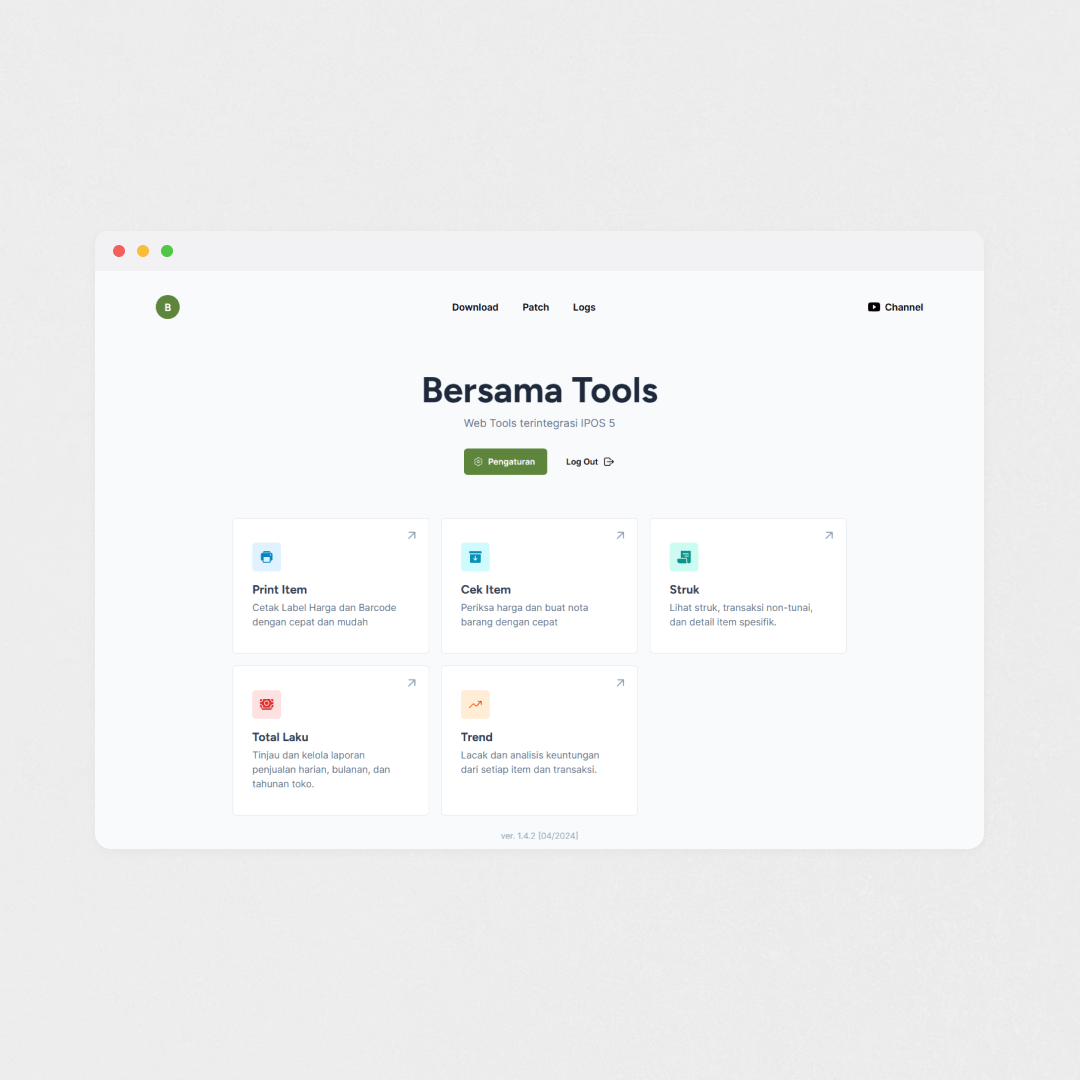 B
Download Patch Logs
Channel
Bersama Tools
Web Tools terintegrasi IPOS 5
Pengaturan
Log Out
Print Item
Cetak Label Harga dan Barcode
dengan cepat dan mudah
Cek Item
Periksa harga dan buat nota
barang dengan cepat
Struk
Lihat struk, transaksi non-tunai,
dan detail item spesifik.
Total Laku
Tinjau dan kelola laporan
penjualan harian, bulanan, dan
tahunan toko.
Trend
Lacak dan analisis keuntungan
dari setiap item dan transaksi.
ver. 1.4.2 [04/2024]